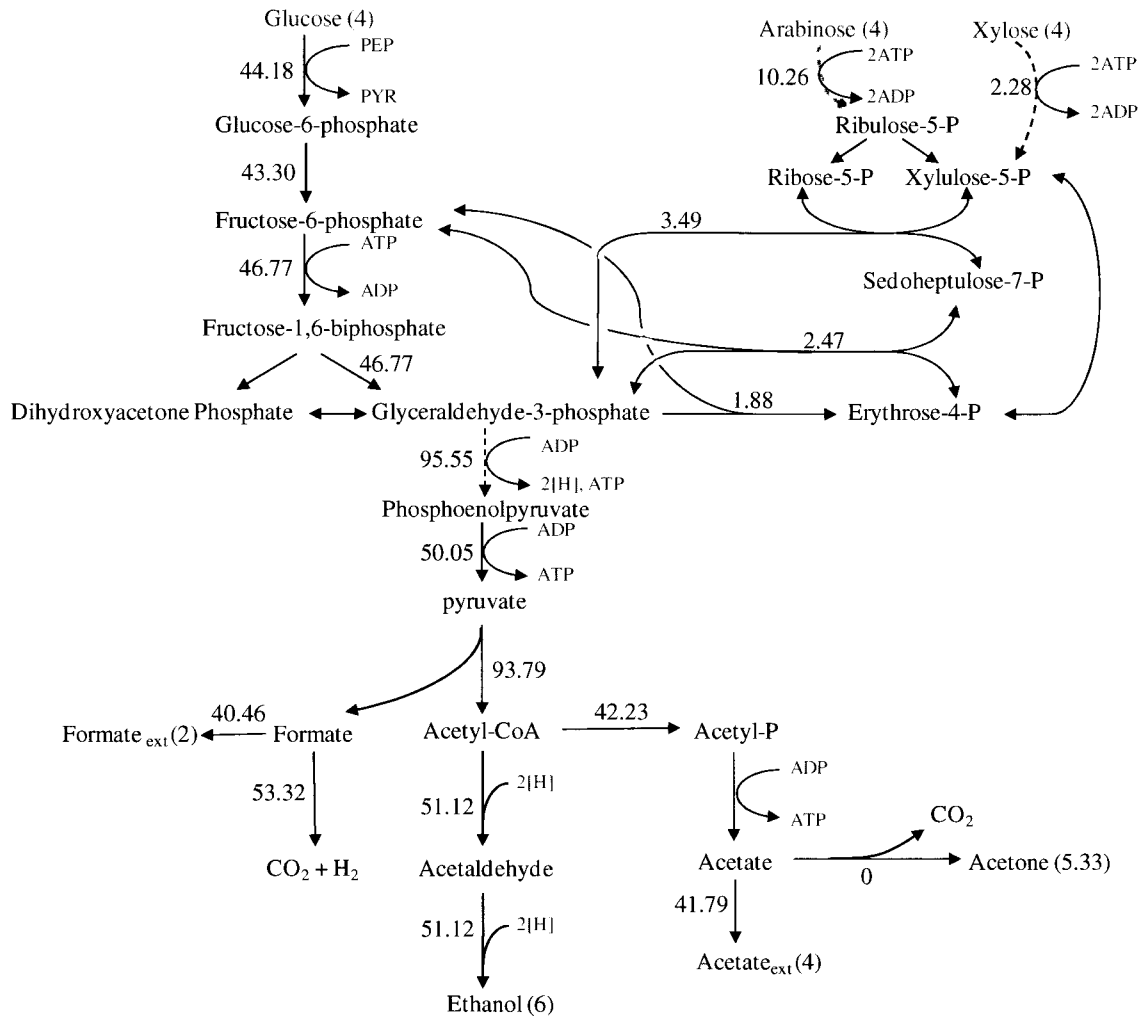 Glucose (4)
PEP
44.18
PYR
Glucose-6-phosphate
43.30
Fructose-6-phosphate
ATP
46.77
ADP
Fructose-1,6-biphosphate
46.77
Dihydroxyacetone Phosphate
Glyceraldehyde-3-phosphate
Arabinose (4)
2ATP
10.26
2ADP
Ribulose-5-P
Xylose (4)
2ATP
2.28
2ADP
Ribose-5-P
Xylulose-5-P
3.49
Sedoheptulose-7-P
2.47
1.88
Erythrose-4-P
ADP
95.55
2[H], ATP
Phosphoenolpyruvate
ADP
50.05
ATP
pyruvate
93.79
Formate ext (2)
40.46
Formate
53.32
CO2 + H2
Acetyl-CoA
42.23
Acetyl-P
2[H]
51.12
Acetaldehyde
2[H]
51.12
Ethanol (6)
ADP
ATP
Acetate
CO2
0
Acetone (5.33)
41.79
Acetateext (4)